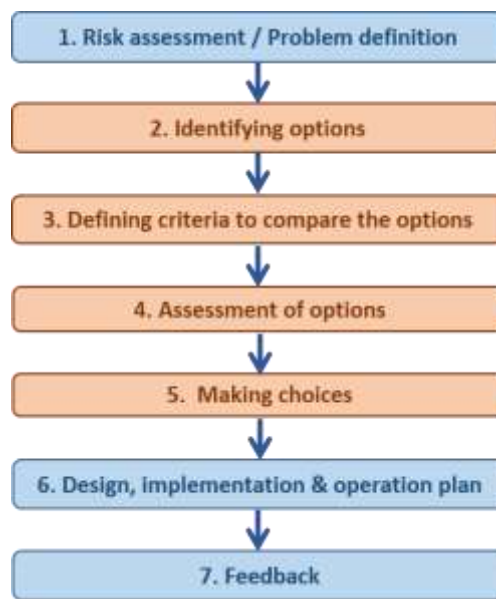 1. Risk assessment / Problem definition
2. Identifying options
3. Defining criteria to compare the options
4. Assessment of options
5. Making choices
6. Design, implementation & operation plan
7. Feedback